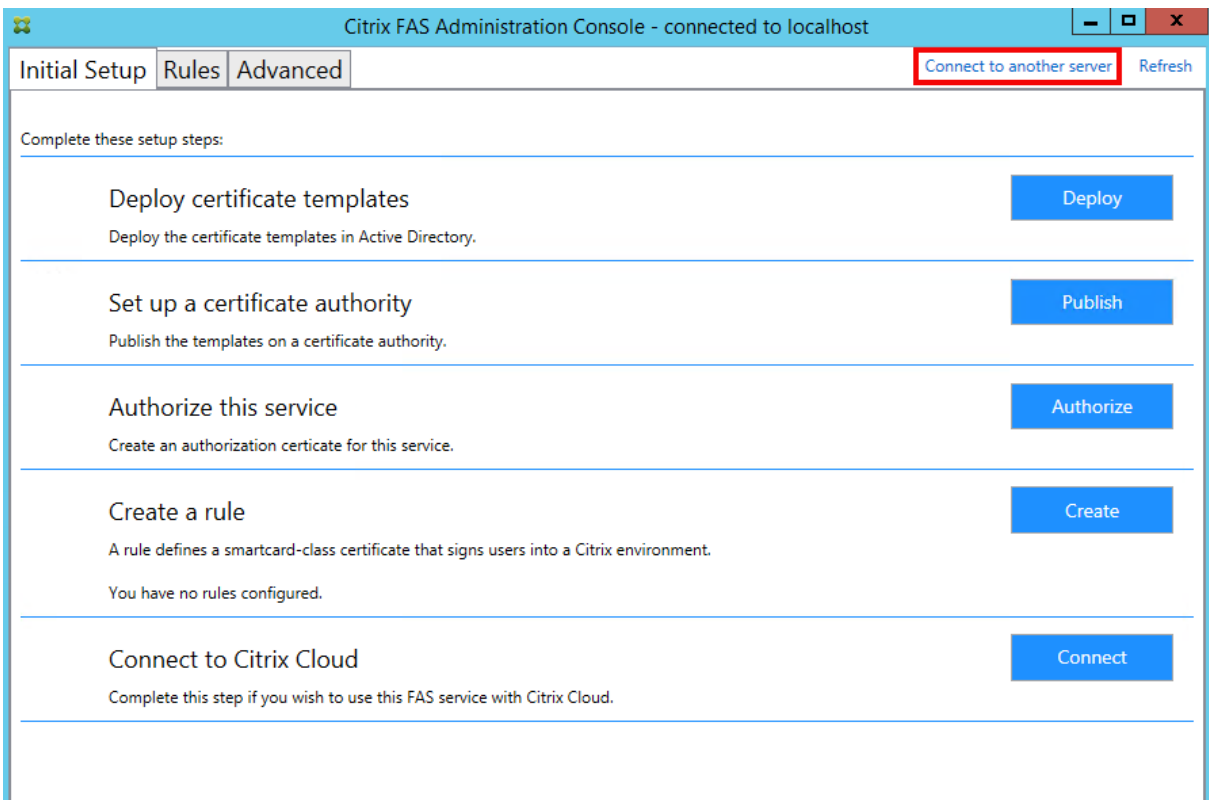 Citrix FAS Administration Console - connected to localhost
Initial Setup Rules Advanced Connect to another server Refresh
Complete these setup steps:
Deploy certificate templates
Deploy
Deploy the certificate templates in Active Directory.
Set up a certificate authority
Publish
Publish the templates on a certificate authority.
Authorize this service
Authorize
Create an authorization certicate for this service.
Create a rule
Create
A rule defines a smartcard-class certificate that signs users into a Citrix environment.
You have no rules configured.
Connect to Citrix Cloud
Connect
Complete this step if you wish to use this FAS service with Citrix Cloud.